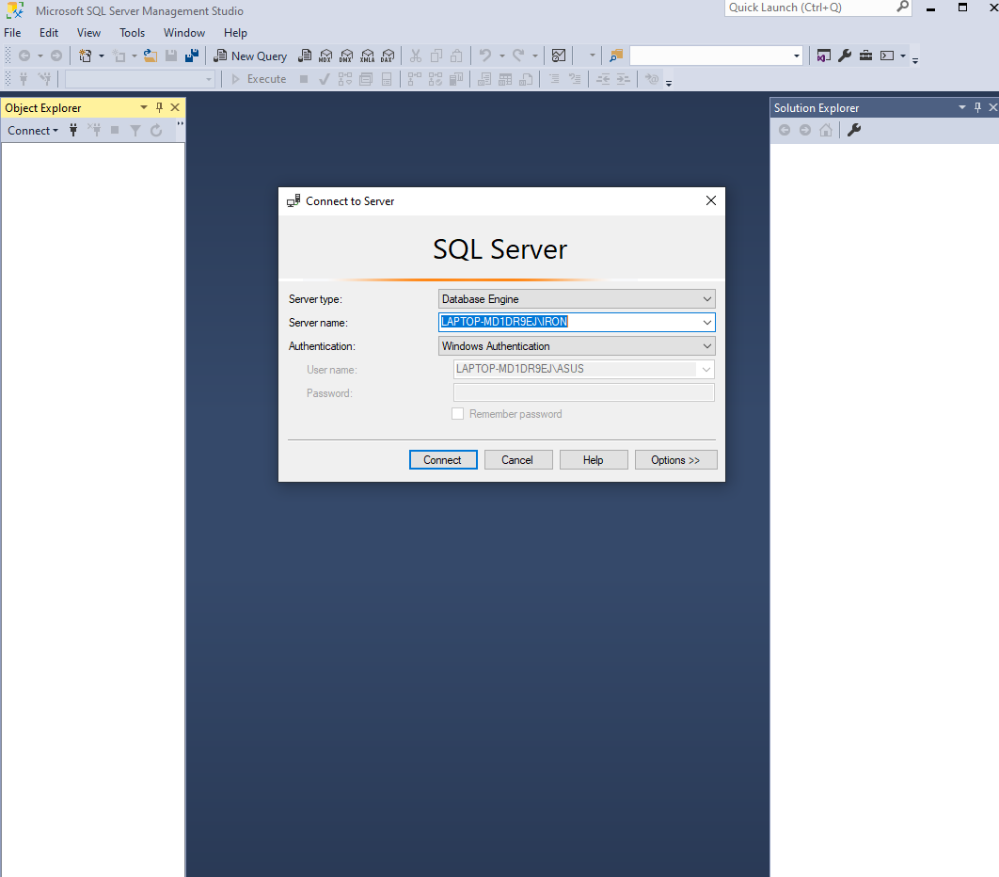 Microsoft SQL Server Management Studio
Quick Launch (Ctrl+Q)
File Edit View Tools Window Help
New Query MDX DMX XMLA DAX
Execute
Object Explorer
Connect
Solution Explorer
Connect to Server
SQL Server
Server type: Database Engine
Server name: LAPTOP-MD1DR9EJ\IRON
Authentication: Windows Authentication
User name: LAPTOP-MD1DR9EJ\ASUS
Password:
Remember password
Connect Cancel Help Options >>